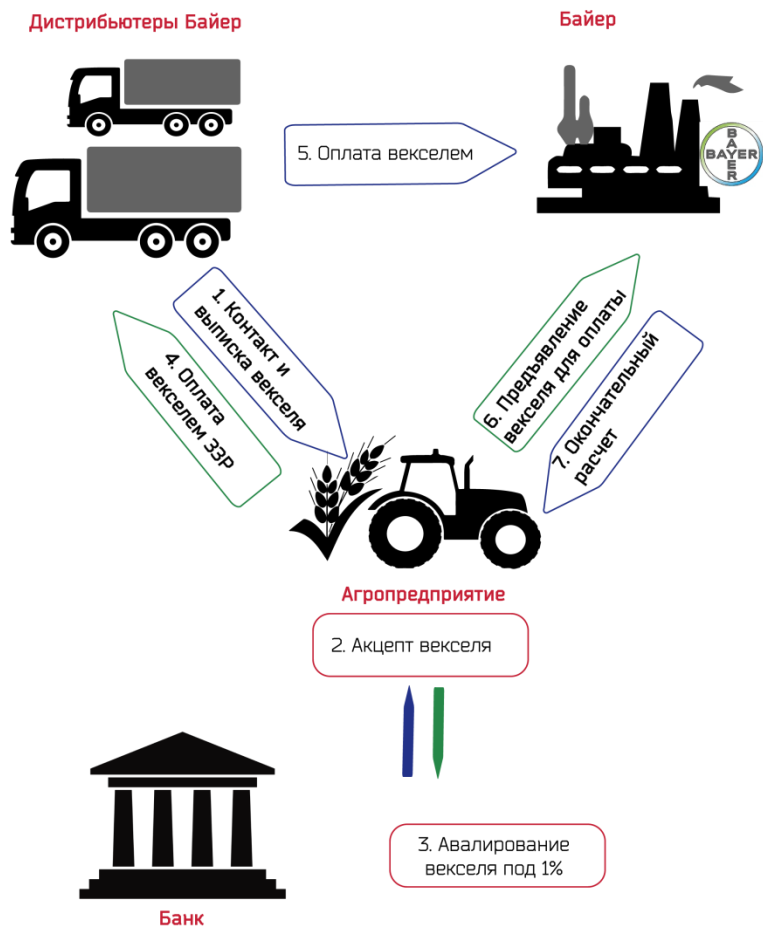 Дистрибьютеры Байер
Байер
5. Оплата векселем
BAYER
BAYER
1. Контакт и
выписка векселя
4. Оплата
векселем ЗЗР
6. Предъявление
векселя для оплаты
7. Окончательный
расчет
Агропредприятие
2. Акцепт векселя
3. Авалирование
векселя под 1%
Банк